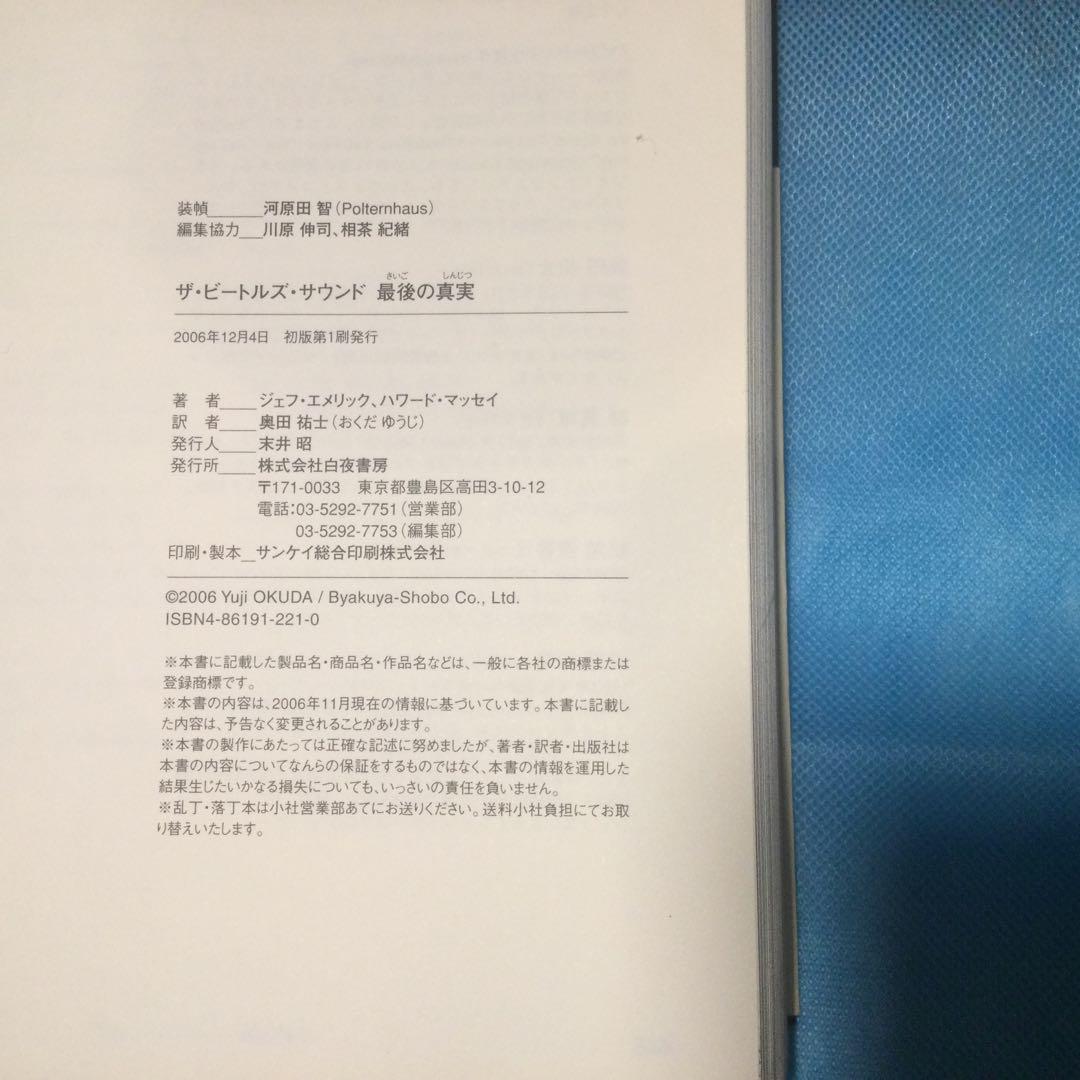 装幀______河原田 智(Polternhaus)
編集協力___川原 伸司、相茶 紀緒
さいご しんじつ
ザ・ビートルズ・サウンド 最後の真実
2006年12月4日 初版第1刷発行
著 者____ジェフ・エメリック、ハワード・マッセイ
訳 者____奥田 祐士(おくだ ゆうじ)
発行人____末井 昭
発行所____株式会社白夜書房
〒171-0033 東京都豊島区高田3-10-12
電話:03-5292-7751(営業部)
03-5292-7753(編集部)
印刷・製本__サンケイ総合印刷株式会社
©2006 Yuji OKUDA / Byakuya-Shobo Co., Ltd.
ISBN4-86191-221-0
※本書に記載した製品名・商品名・作品名などは、一般に各社の商標または
登録商標です。
※本書の内容は、2006年11月現在の情報に基づいています。本書に記載し
た内容は、予告なく変更されることがあります。
※本書の製作にあたっては正確な記述に努めましたが、著者・訳者・出版社は
本書の内容についてなんらの保証をするものではなく、本書の情報を運用した
結果生じたいかなる損失についても、いっさいの責任を負いません。
※乱丁・落丁本は小社営業部あてにお送りください。送料小社負担にてお取
り替えいたします。